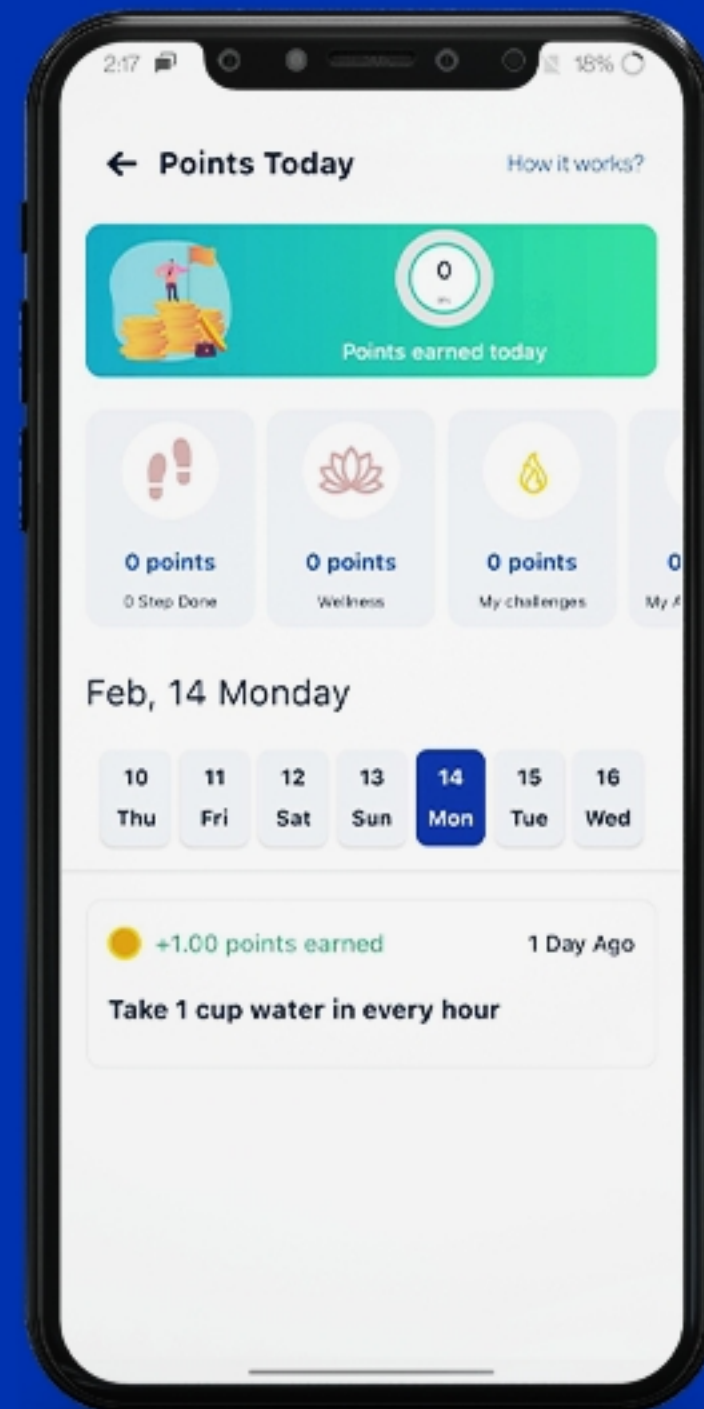 2:17 18%
Points Today How it works?
0
Points earned today
0 points 0 points 0 points 0
0 Step Done Wellness My challenges My
Feb, 14 Monday
10 11 12 13 14 15 16
Thu Fri Sat Sun Mon Tue Wed
+1.00 points earned 1 Day Ago
Take 1 cup water in every hour